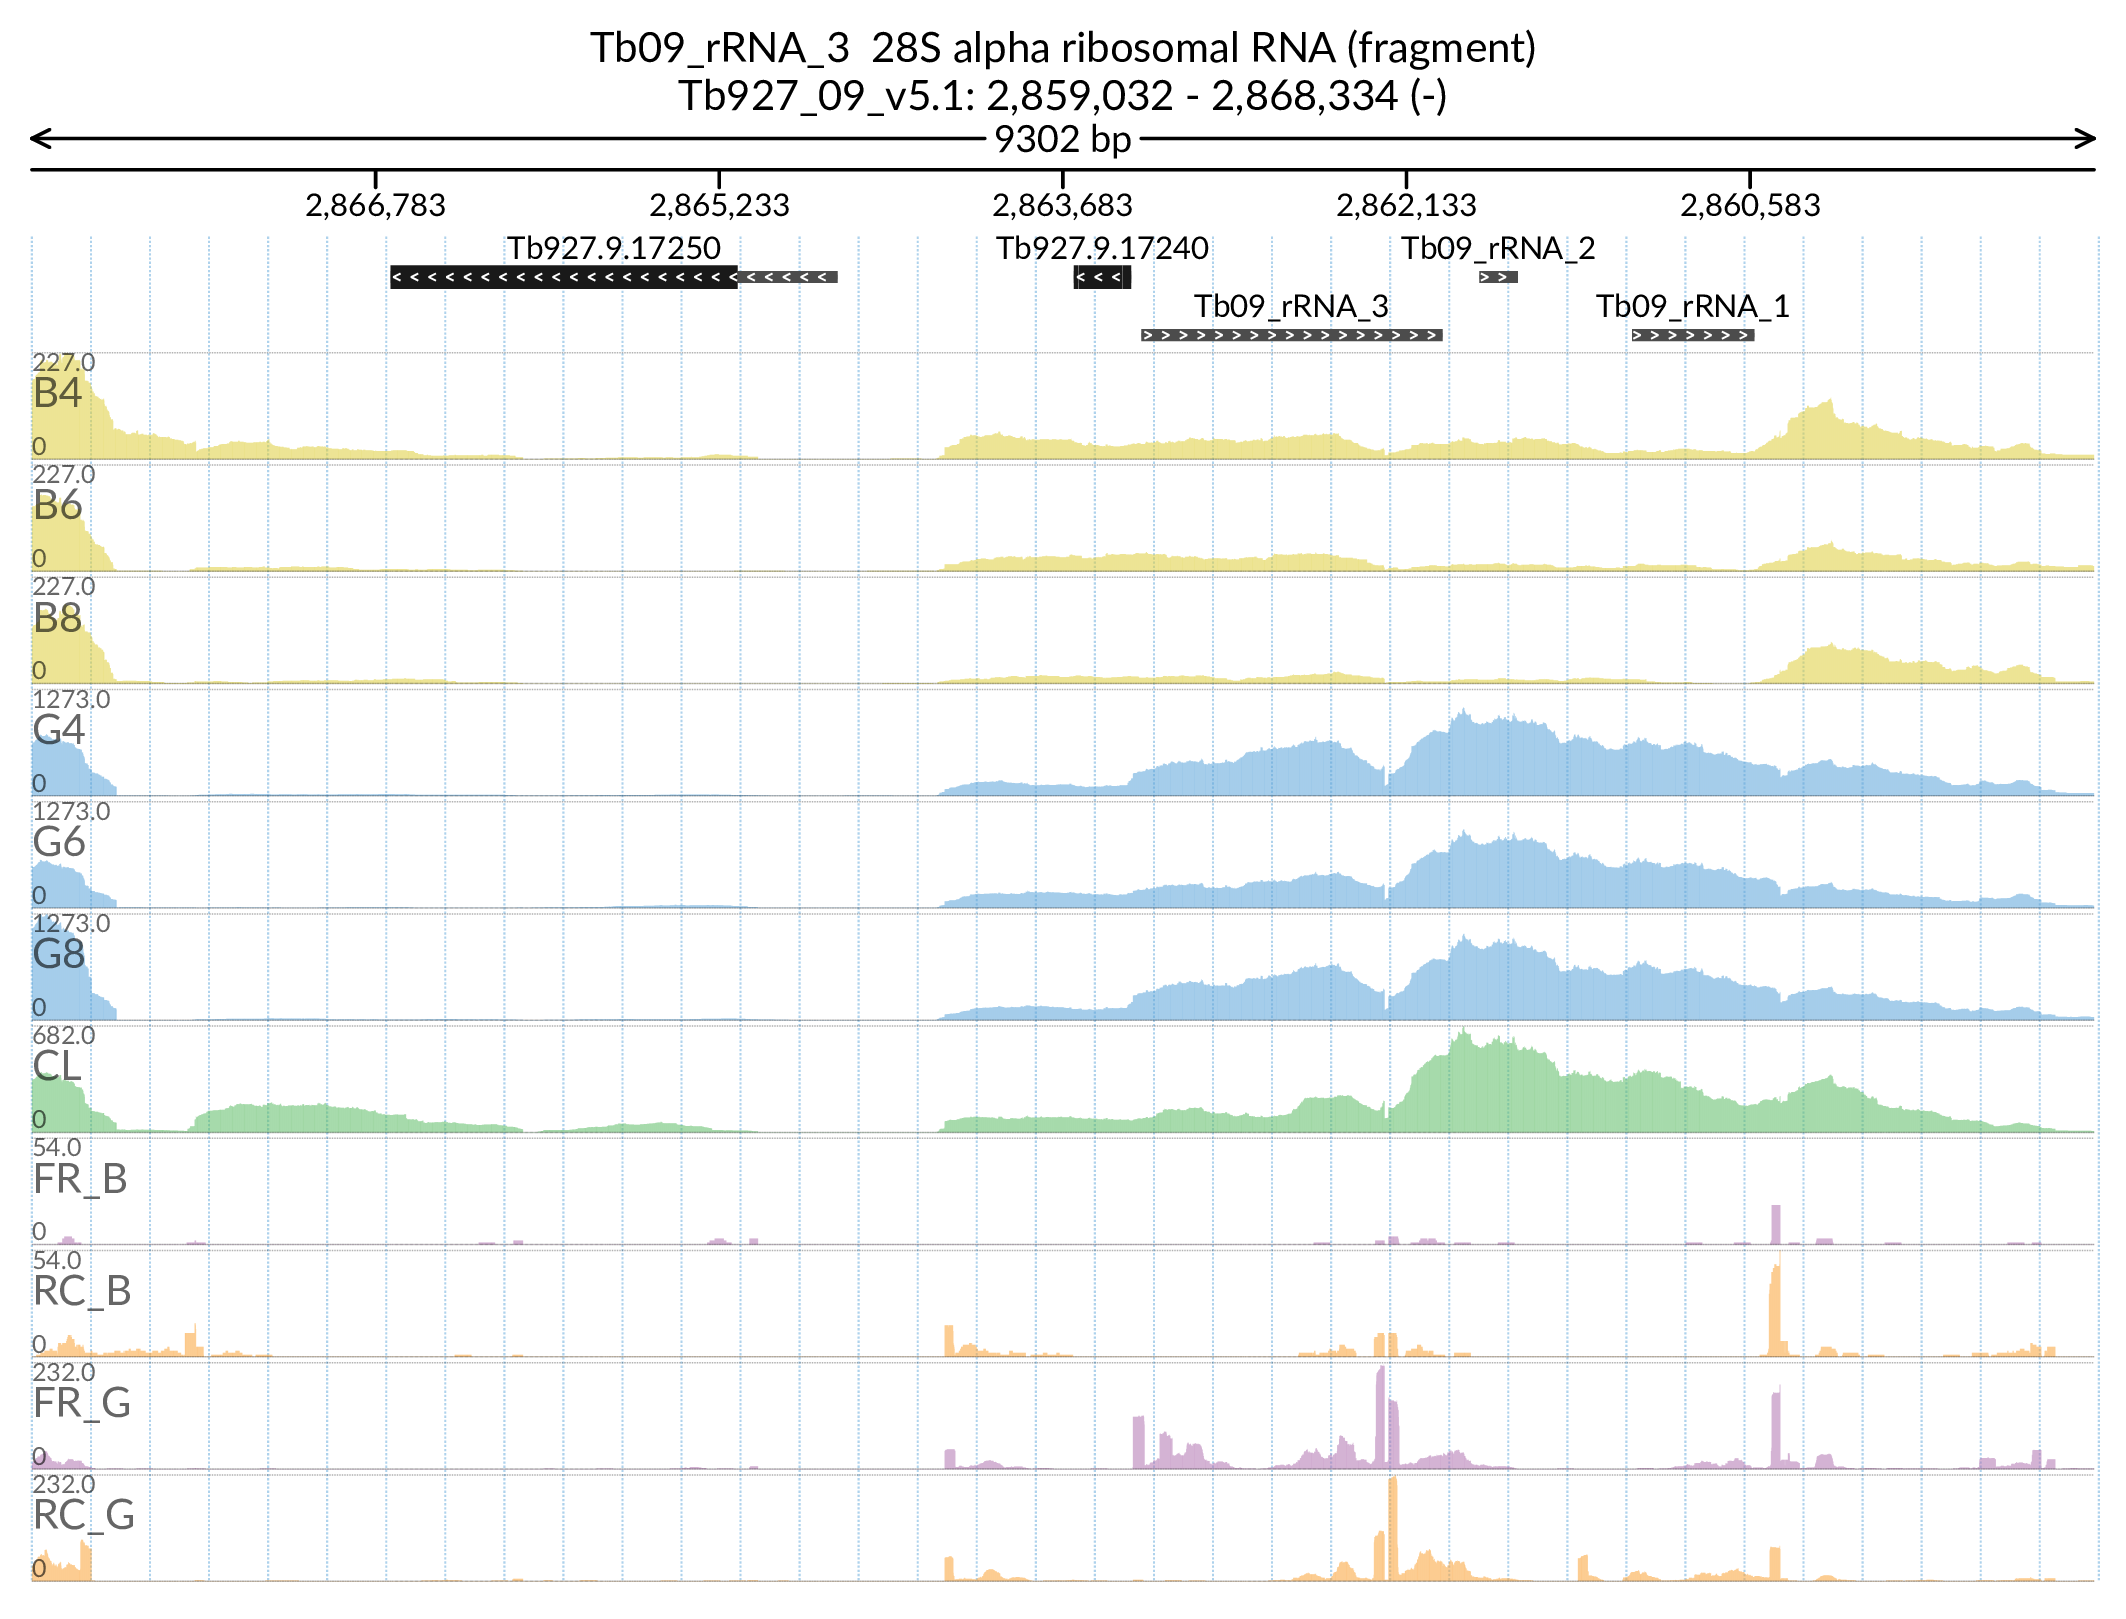 Tb09_rRNA_3  28S alpha ribosomal RNA (fragment)
Tb927_09_v5.1: 2,859,032 - 2,868,334 (-)
9302 bp
2,866,783 2,865,233 2,863,683 2,862,133 2,860,583
Tb927.9.17250 Tb927.9.17240 Tb09_rRNA_2
Tb09_rRNA_3 Tb09_rRNA_1
227.0
B4
0
227.0
B6
0
227.0
B8
0
1273.0
G4
0
1273.0
G6
0
1273.0
G8
0
682.0
CL
0
54.0
FR_B
0
54.0
RC_B
0
232.0
FR_G
0
232.0
RC_G
0